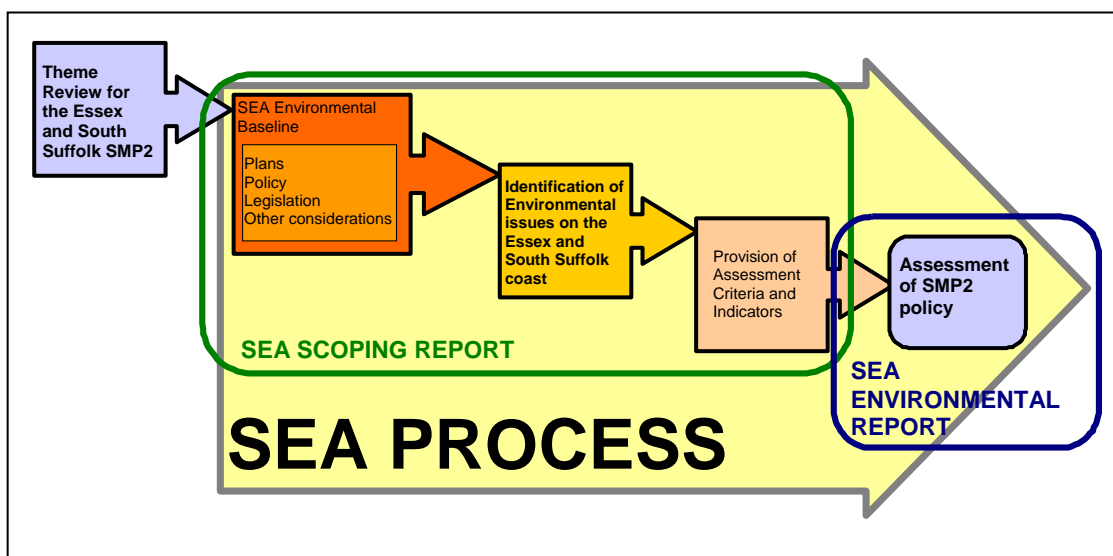 Theme
Review for
the Essex
and South
Suffolk SMP2
SEA Environmental
Baseline
Plans
Policy
Legislation
Other considerations
Identification of
Environmental
issues on the
Essex and
South Suffolk
coast
Provision of
Assessment
Criteria and
Indicators
Assessment
of SMP2
policy
SEA SCOPING REPORT
SEA
ENVIRONMENTAL
REPORT
SEA PROCESS